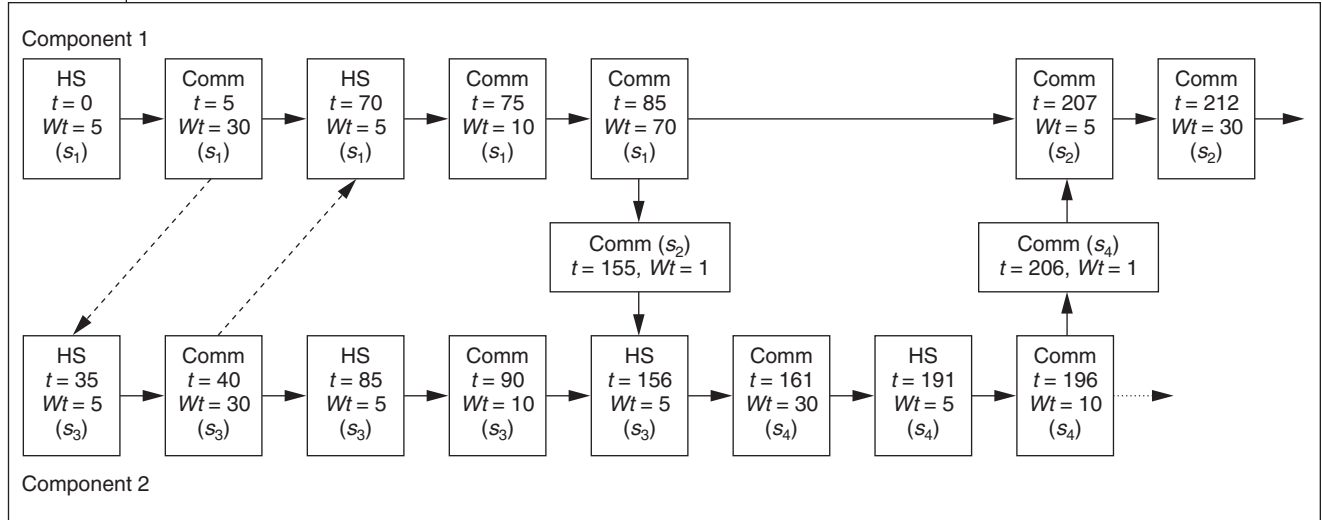 Component 1
HS
t = 0
Wt = 5
(s1)
Comm
t = 5
Wt = 30
(s1)
HS
t = 70
Wt = 5
(s1)
Comm
t = 75
Wt = 10
(s1)
Comm
t = 85
Wt = 70
(s1)
Comm
t = 207
Wt = 5
(s2)
Comm
t = 212
Wt = 30
(s2)
Comm (s2)
t = 155, Wt = 1
Comm (s4)
t = 206, Wt = 1
HS
t = 35
Wt = 5
(s3)
Comm
t = 40
Wt = 30
(s3)
HS
t = 85
Wt = 5
(s3)
Comm
t = 90
Wt = 10
(s3)
HS
t = 156
Wt = 5
(s3)
Comm
t = 161
Wt = 30
(s4)
HS
t = 191
Wt = 5
(s4)
Comm
t = 196
Wt = 10
(s4)
Component 2